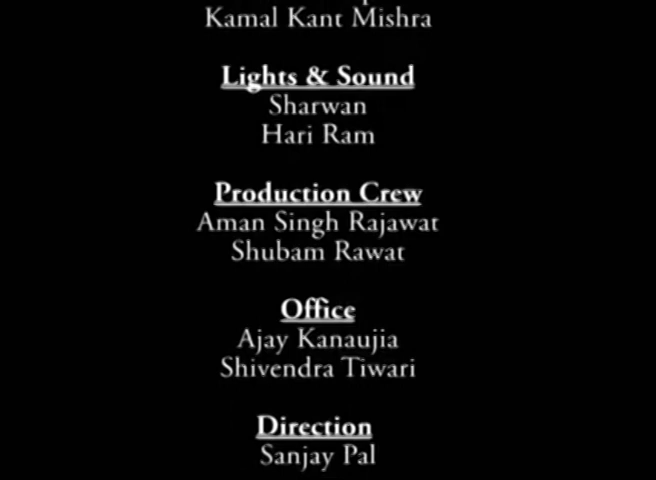 Kamal Kant Mishra
Lights & Sound
Sharwan
Hari Ram
Production Crew
Aman Singh Rajawat
Shubam Rawat
Office
Ajay Kanaujia
Shivendra Tiwari
Direction
Sanjay Pal